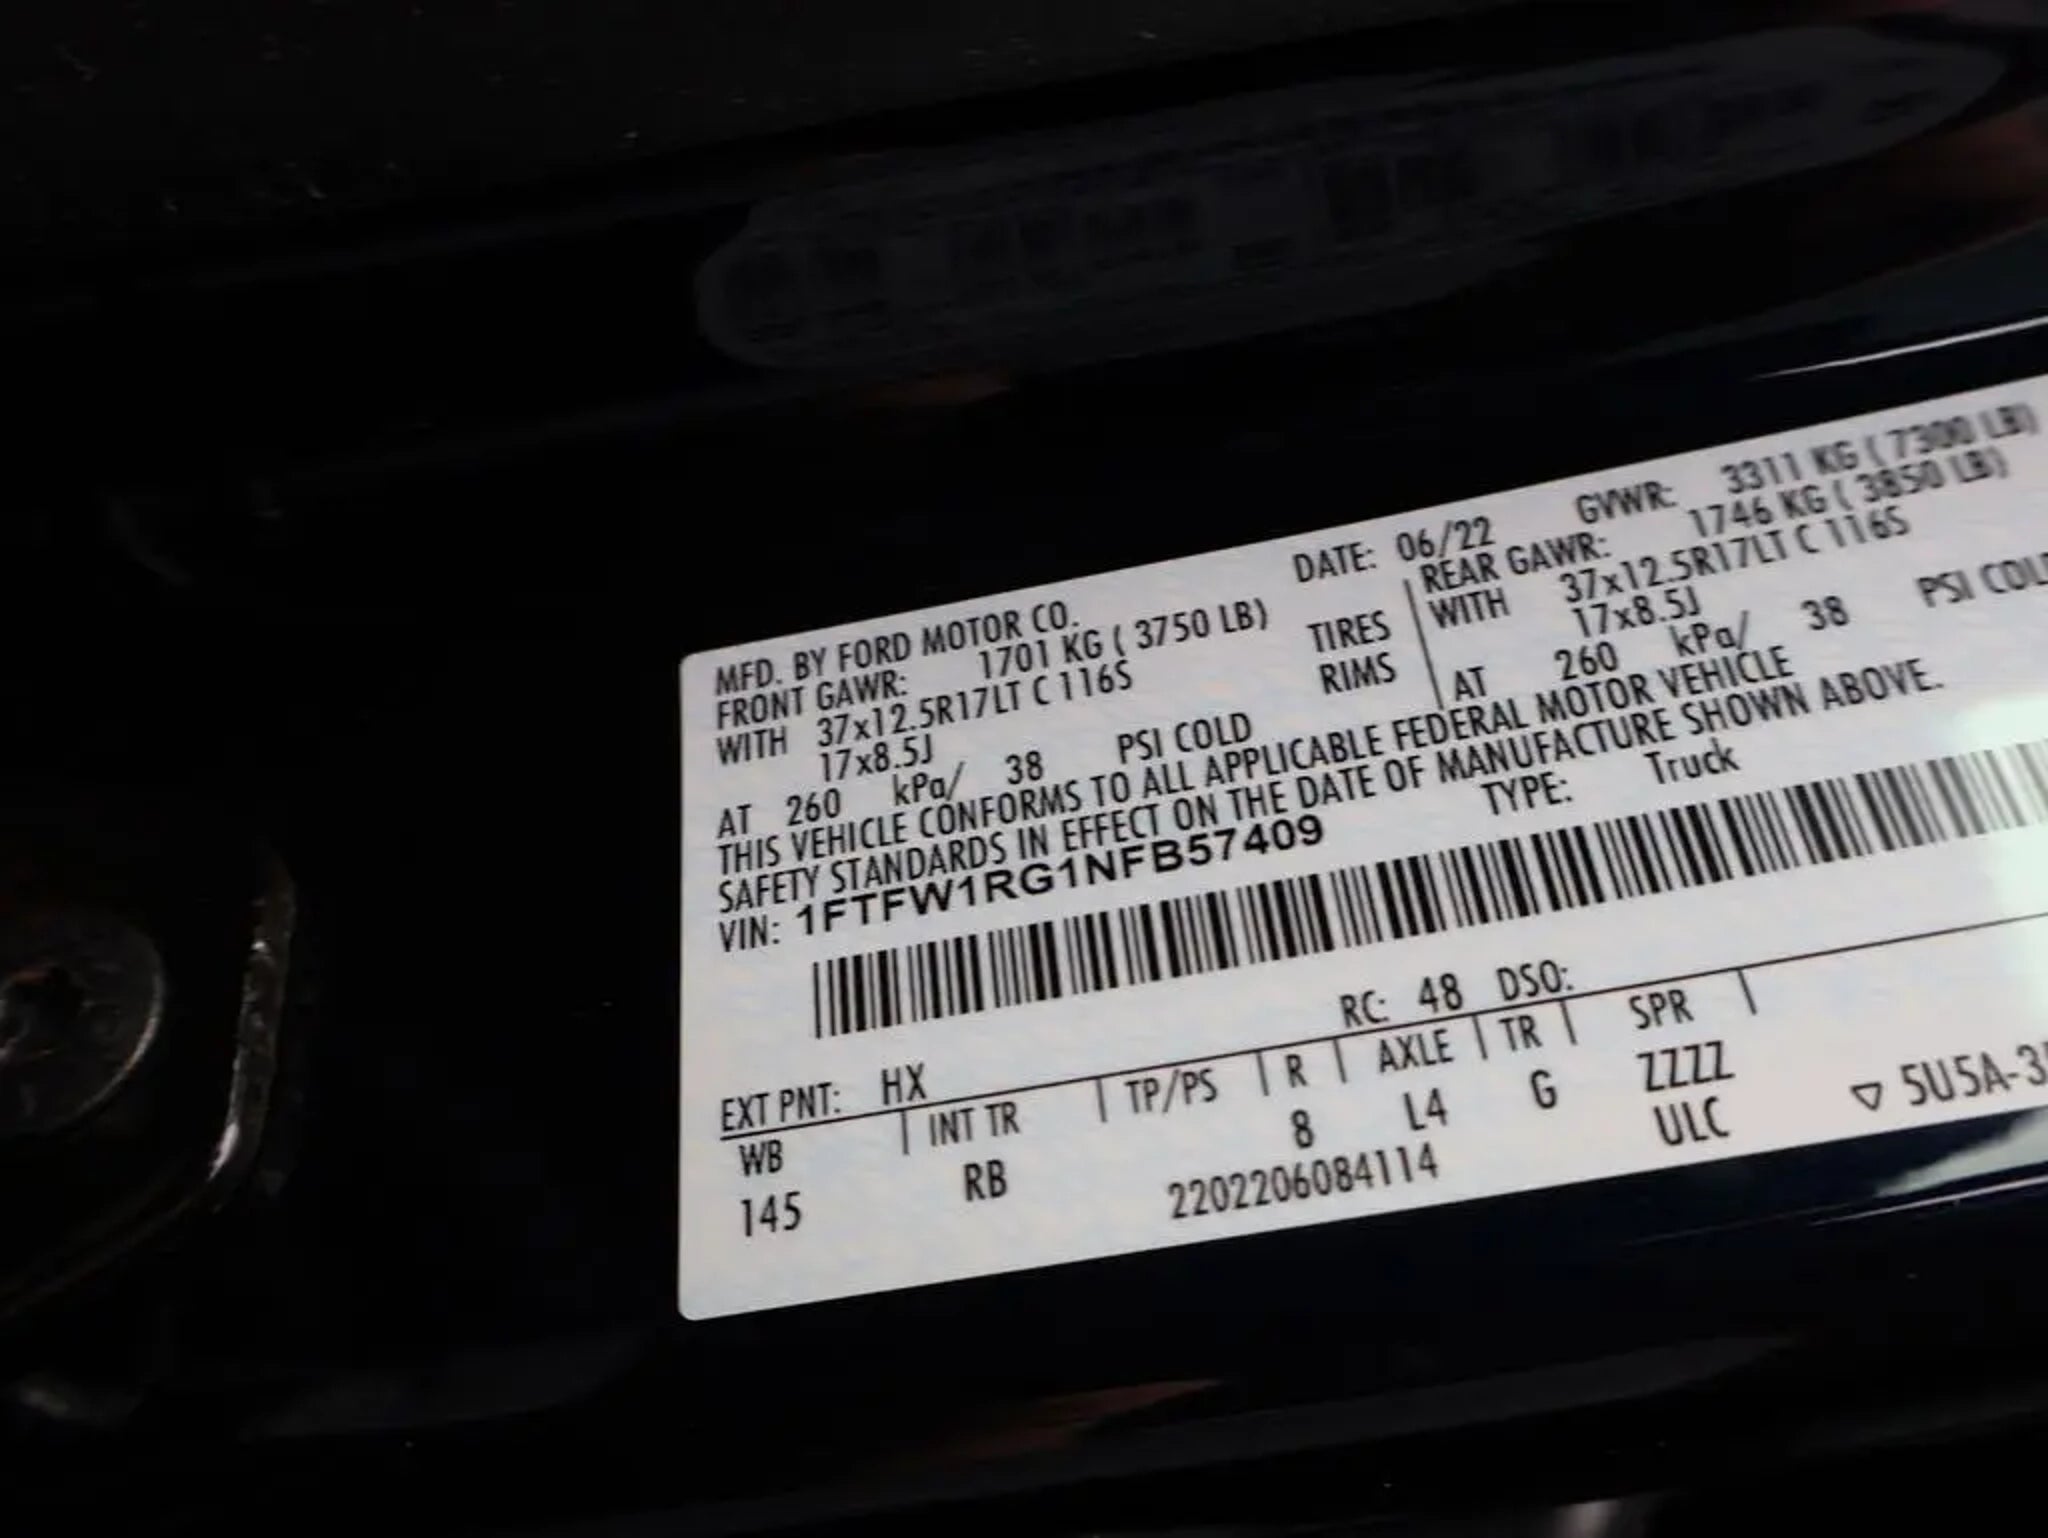 MFD. BY FORD MOTOR CO. DATE: 06/22 GVWR: 3311 KG ( 7300 LB)
FRONT GAWR: 1701 KG ( 3750 LB) REAR GAWR: 1746 KG ( 3850 LB)
WITH 37x12.5R17LT C 116S TIRES WITH 37x12.5R17LT C 116S
17x8.5J RIMS 17x8.5J
AT 260 kPa/ 38 PSI COLD AT 260 kPa/ 38 PSI
THIS VEHICLE CONFORMS TO ALL APPLICABLE FEDERAL MOTOR VEHICLE
SAFETY STANDARDS IN EFFECT ON THE DATE OF MANUFACTURE SHOWN ABOVE.
VIN: 1FTFW1RG1NFB57409 TYPE: Truck
EXT PNT: HX RC: 48 DSO:
WB | INT TR | TP/PS | R | AXLE | TR | SPR |
145 RB 8 L4 G ZZZZ
2202206084114 ULC ▽ 5U5A-3